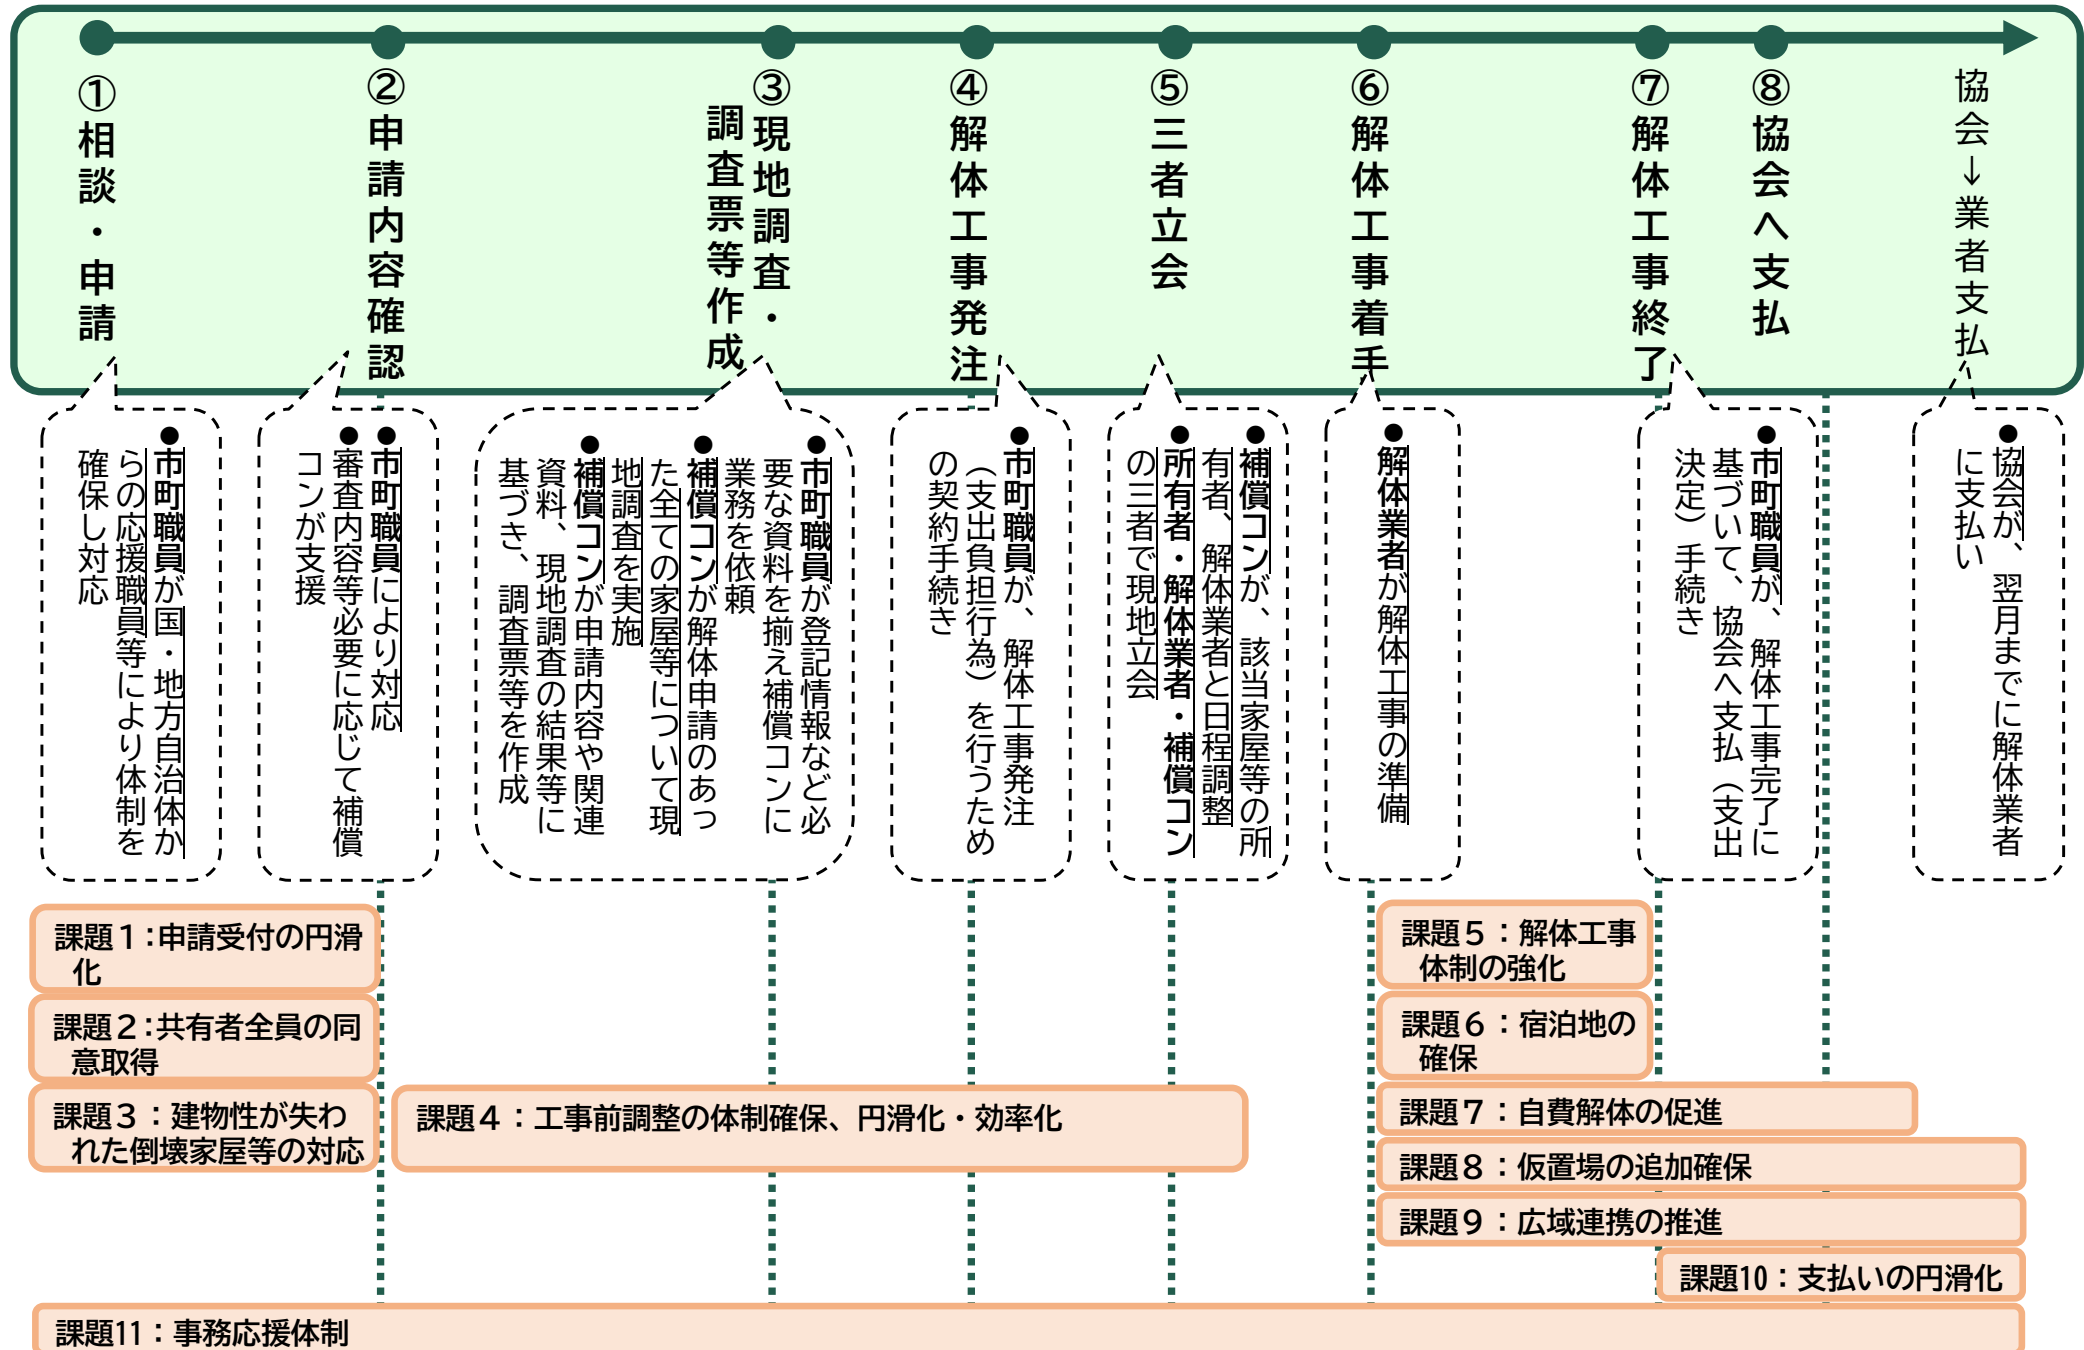 ①相談・申請
②申請内容確認
③現地調査・
調査票等作成
④解体工事発注
⑤三者立会
⑥解体工事着手
⑦解体工事終了
⑧協会へ支払
協会→業者支払
●市町職員が国・地方自治体か
らの応援職員等により体制を
確保し対応
●市町職員により対応
●審査内容等必要に応じて補償
コンが支援
●市町職員が登記情報など必
要な資料を揃え補償コンに
業務を依頼
●補償コンが解体申請のあっ
た全ての家屋等について現
地調査を実施
●補償コンが申請内容や関連
資料、現地調査の結果等に
基づき、調査票等を作成
●市町職員が、解体工事発注
（支出負担行為）を行うため
の契約手続き
●補償コンが、該当家屋等の所
有者、解体業者と日程調整
●所有者・解体業者・補償コン
の三者で現地立会
●解体業者が解体工事の準備
●市町職員が、解体工事完了に
基づいて、協会へ支払（支出
決定）手続き
●協会が、翌月までに解体業者
に支払い
課題１：申請受付の円滑
化
課題２：共有者全員の同
意取得
課題３：建物性が失わ
れた倒壊家屋等の対応
課題４：工事前調整の体制確保、円滑化・効率化
課題５：解体工事
体制の強化
課題６：宿泊地の
確保
課題７：自費解体の促進
課題８：仮置場の追加確保
課題９：広域連携の推進
課題10：支払いの円滑化
課題11：事務応援体制